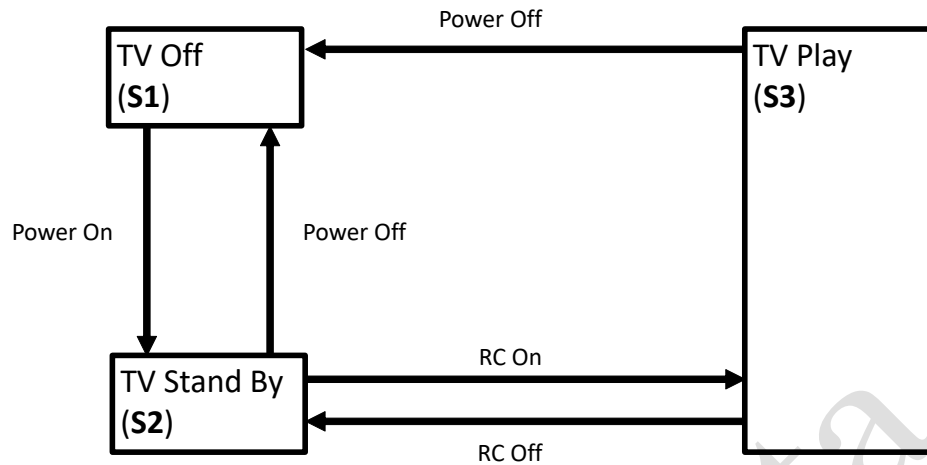 Power Off
TV Off
(S1)
TV Play
(S3)
Power On
Power Off
TV Stand By
(S2)
RC On
RC Off